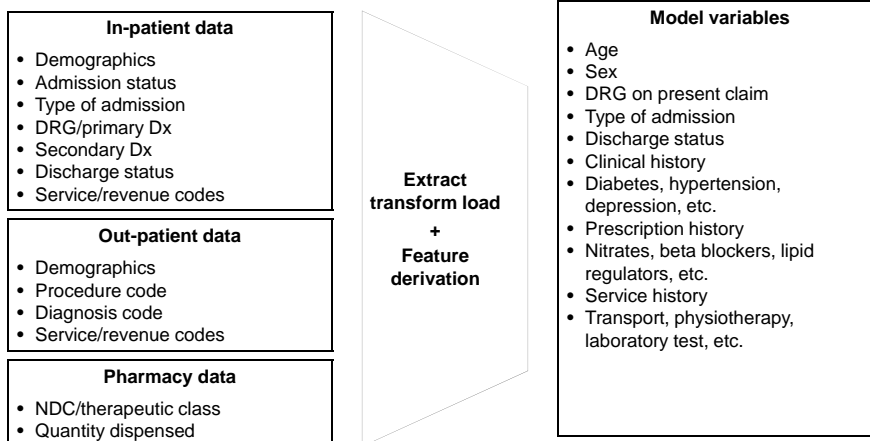 In-patient data
• Demographics
• Admission status
• Type of admission
• DRG/primary Dx
• Secondary Dx
• Discharge status
• Service/revenue codes
Out-patient data
• Demographics
• Procedure code
• Diagnosis code
• Service/revenue codes
Pharmacy data
• NDC/therapeutic class
• Quantity dispensed
Extract
transform load
+
Feature
derivation
Model variables
• Age
• Sex
• DRG on present claim
• Type of admission
• Discharge status
• Clinical history
• Diabetes, hypertension,
depression, etc.
• Prescription history
• Nitrates, beta blockers, lipid
regulators, etc.
• Service history
• Transport, physiotherapy,
laboratory test, etc.